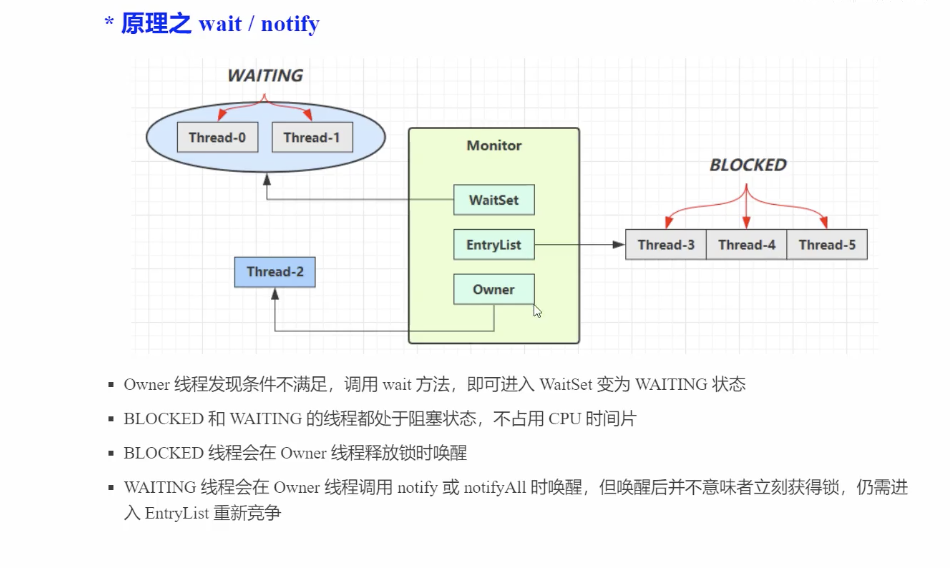 * 原理之 wait / notify
WAITING
Thread-0 Thread-1
Monitor
BLOCKED
WaitSet
EntryList
Thread-3 Thread-4 Thread-5
Thread-2
Owner
▪ Owner 线程发现条件不满足，调用 wait 方法，即可进入 WaitSet 变为 WAITING 状态
▪ BLOCKED 和 WAITING 的线程都处于阻塞状态，不占用 CPU 时间片
▪ BLOCKED 线程会在 Owner 线程释放锁时唤醒
▪ WAITING 线程会在 Owner 线程调用 notify 或 notifyAll 时唤醒，但唤醒后并不意味者立刻获得锁，仍需进
入 EntryList 重新竞争